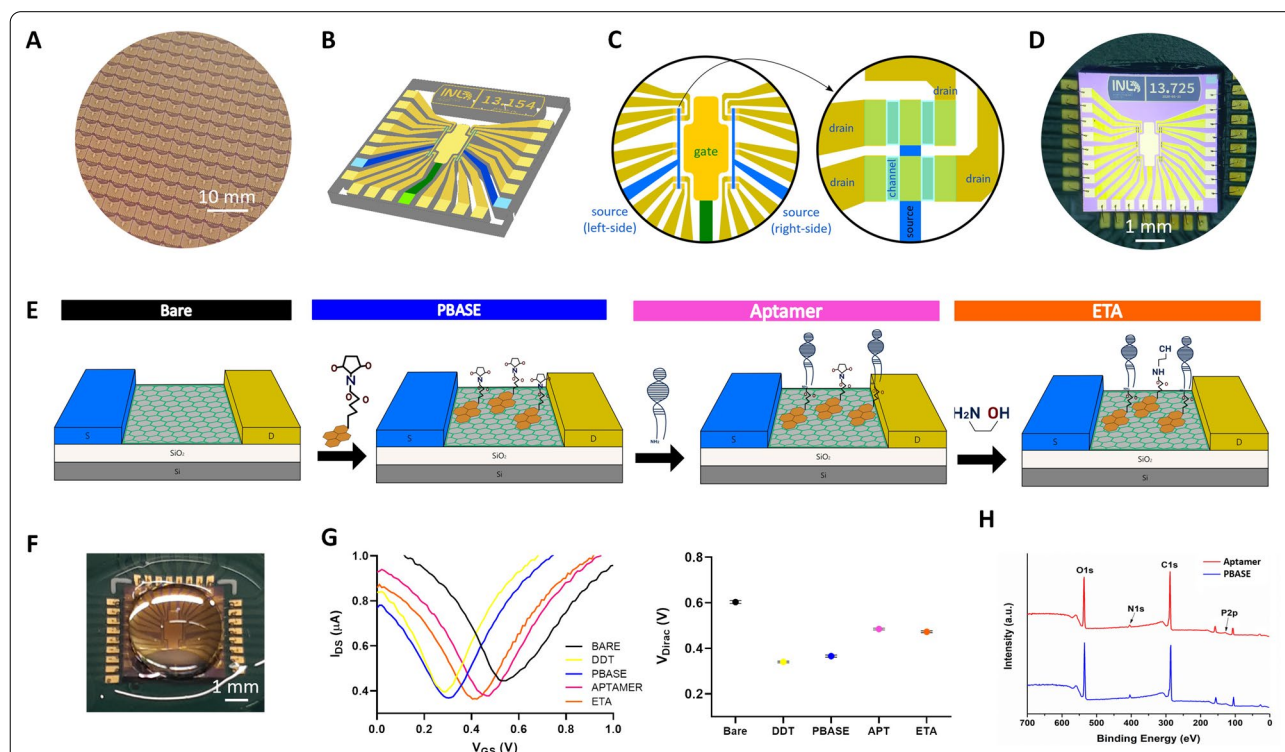 A
10 mm
B
INL 13.154
C
gate
source
(left-side)
source
(right-side)
drain
drain
drain
drain
channel
source
D
INL 13.725
1 mm
E
Bare
PBASE
Aptamer
ETA
S
D
SiO₂
Si
N
S
D
SiO₂
Si
NH₂
S
D
SiO₂
Si
H₂N OH
CH
NH
S
D
SiO₂
Si
F
1 mm
G
1.0
0.8
0.6
0.4
I_DS (µA)
BARE
DDT
PBASE
APTAMER
ETA
0.0 0.2 0.4 0.6 0.8 1.0
V_GS (V)
0.8
0.6
0.4
0.2
V_Dirac (V)
Bare DDT PBASE APT ETA
H
Aptamer
PBASE
O1s
C1s
N1s
P2p
Intensity (a.u.)
700 600 500 400 300 200 100 0
Binding Energy (eV)